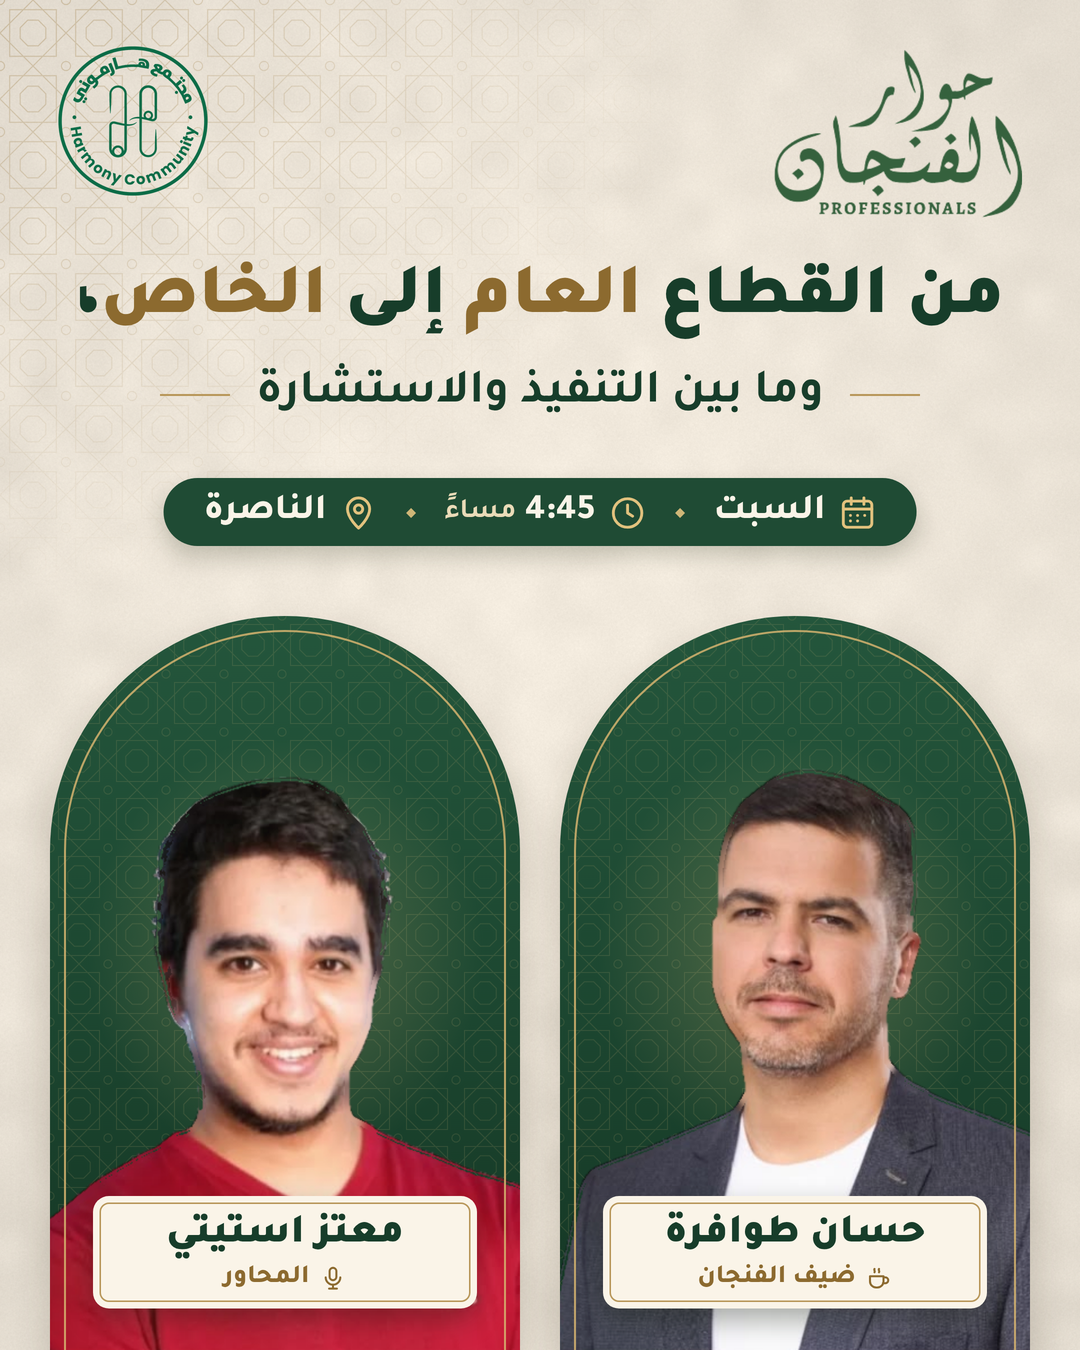 مجتمع هارموني
Harmony Community
حوار
الفنجان
PROFESSIONALS
من القطاع العام إلى الخاص،
وما بين التنفيذ والاستشارة
السبت ⬥ 4:45 مساءً ⬥ الناصرة
حسان طوافرة
ضيف الفنجان
معتز استيتي
المحاور